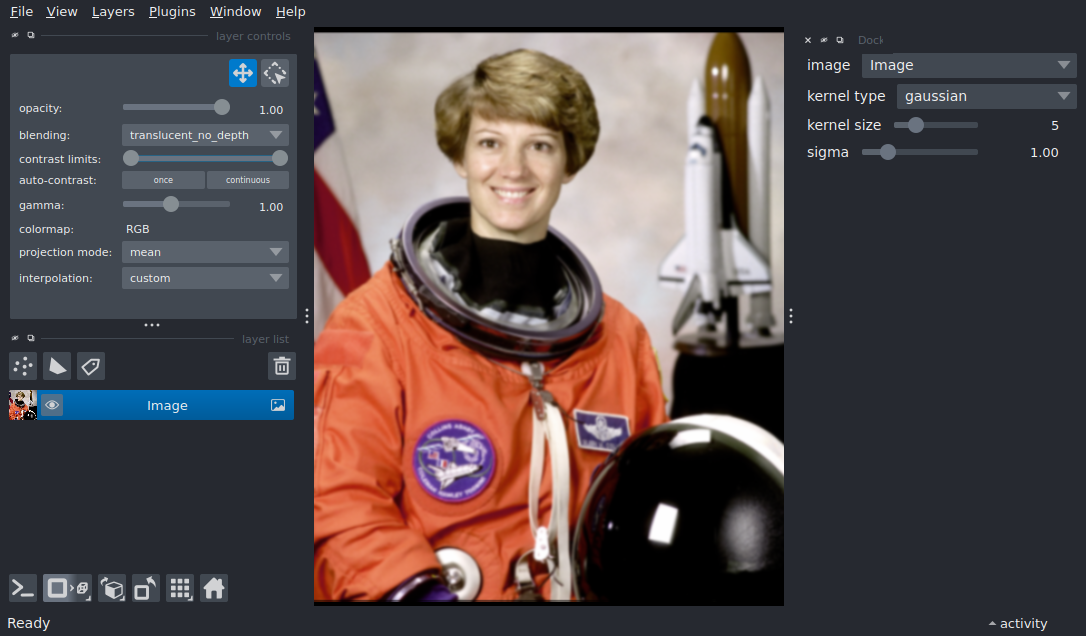 File View Layers Plugins Window Help
layer controls
opacity: 1.00
blending: translucent_no_depth
contrast limits:
auto-contrast: once continuous
gamma: 1.00
colormap: RGB
projection mode: mean
interpolation: custom
layer list
Image
Dock
image Image
kernel type gaussian
kernel size 5
sigma 1.00
Ready
activity